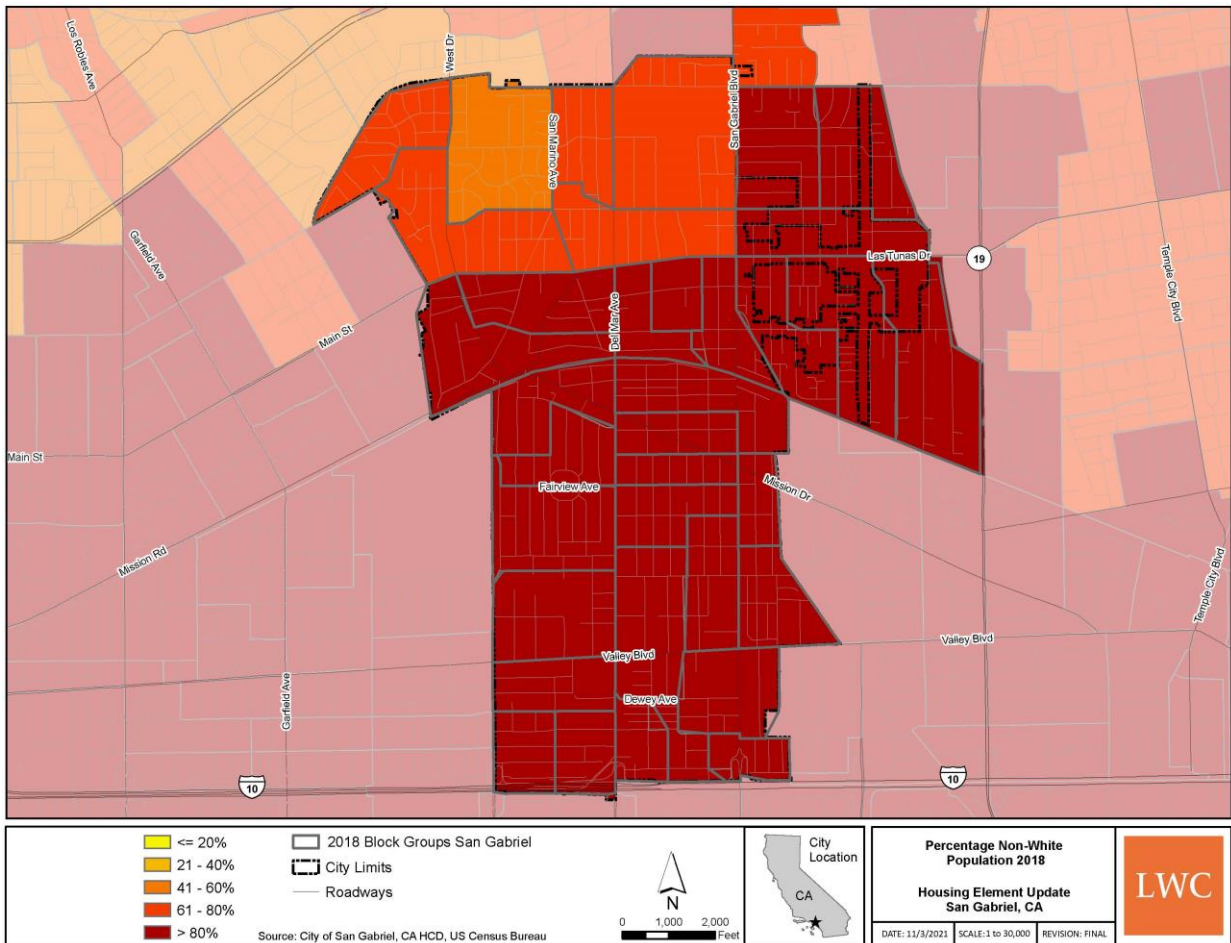 Los Robles Ave
West Dr
San Marino Ave
San Gabriel Blvd
Garfield Ave
Las Tunas Dr
19
Temple City Blvd
Main St
Del Mar Ave
Main St
Fairview Ave
Mission Dr
Mission Rd
Temple City Blvd
Valley Blvd
Valley Blvd
Dewey Ave
Garfield Ave
10
10
<= 20%
21 - 40%
41 - 60%
61 - 80%
> 80%
2018 Block Groups San Gabriel
City Limits
Roadways
Source: City of San Gabriel, CA HCD, US Census Bureau
N
0 1,000 2,000
Feet
City
Location
CA
Percentage Non-White
Population 2018
Housing Element Update
San Gabriel, CA
DATE: 11/3/2021
SCALE:1 to 30,000
REVISION: FINAL
LWC